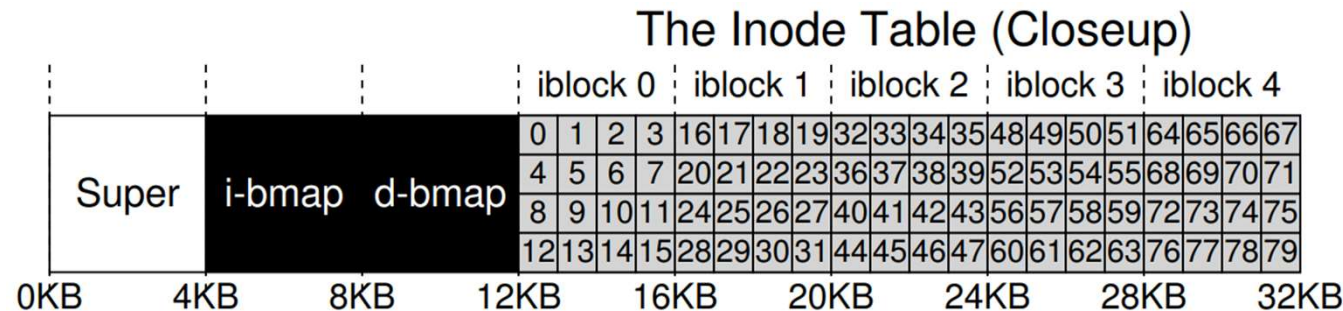 The Inode Table (Closeup)
iblock 0 iblock 1 iblock 2 iblock 3 iblock 4
0 1 2 3 16 17 18 19 32 33 34 35 48 49 50 51 64 65 66 67
4 5 6 7 20 21 22 23 36 37 38 39 52 53 54 55 68 69 70 71
Super i-bmap d-bmap
8 9 10 11 24 25 26 27 40 41 42 43 56 57 58 59 72 73 74 75
12 13 14 15 28 29 30 31 44 45 46 47 60 61 62 63 76 77 78 79
0KB 4KB 8KB 12KB 16KB 20KB 24KB 28KB 32KB